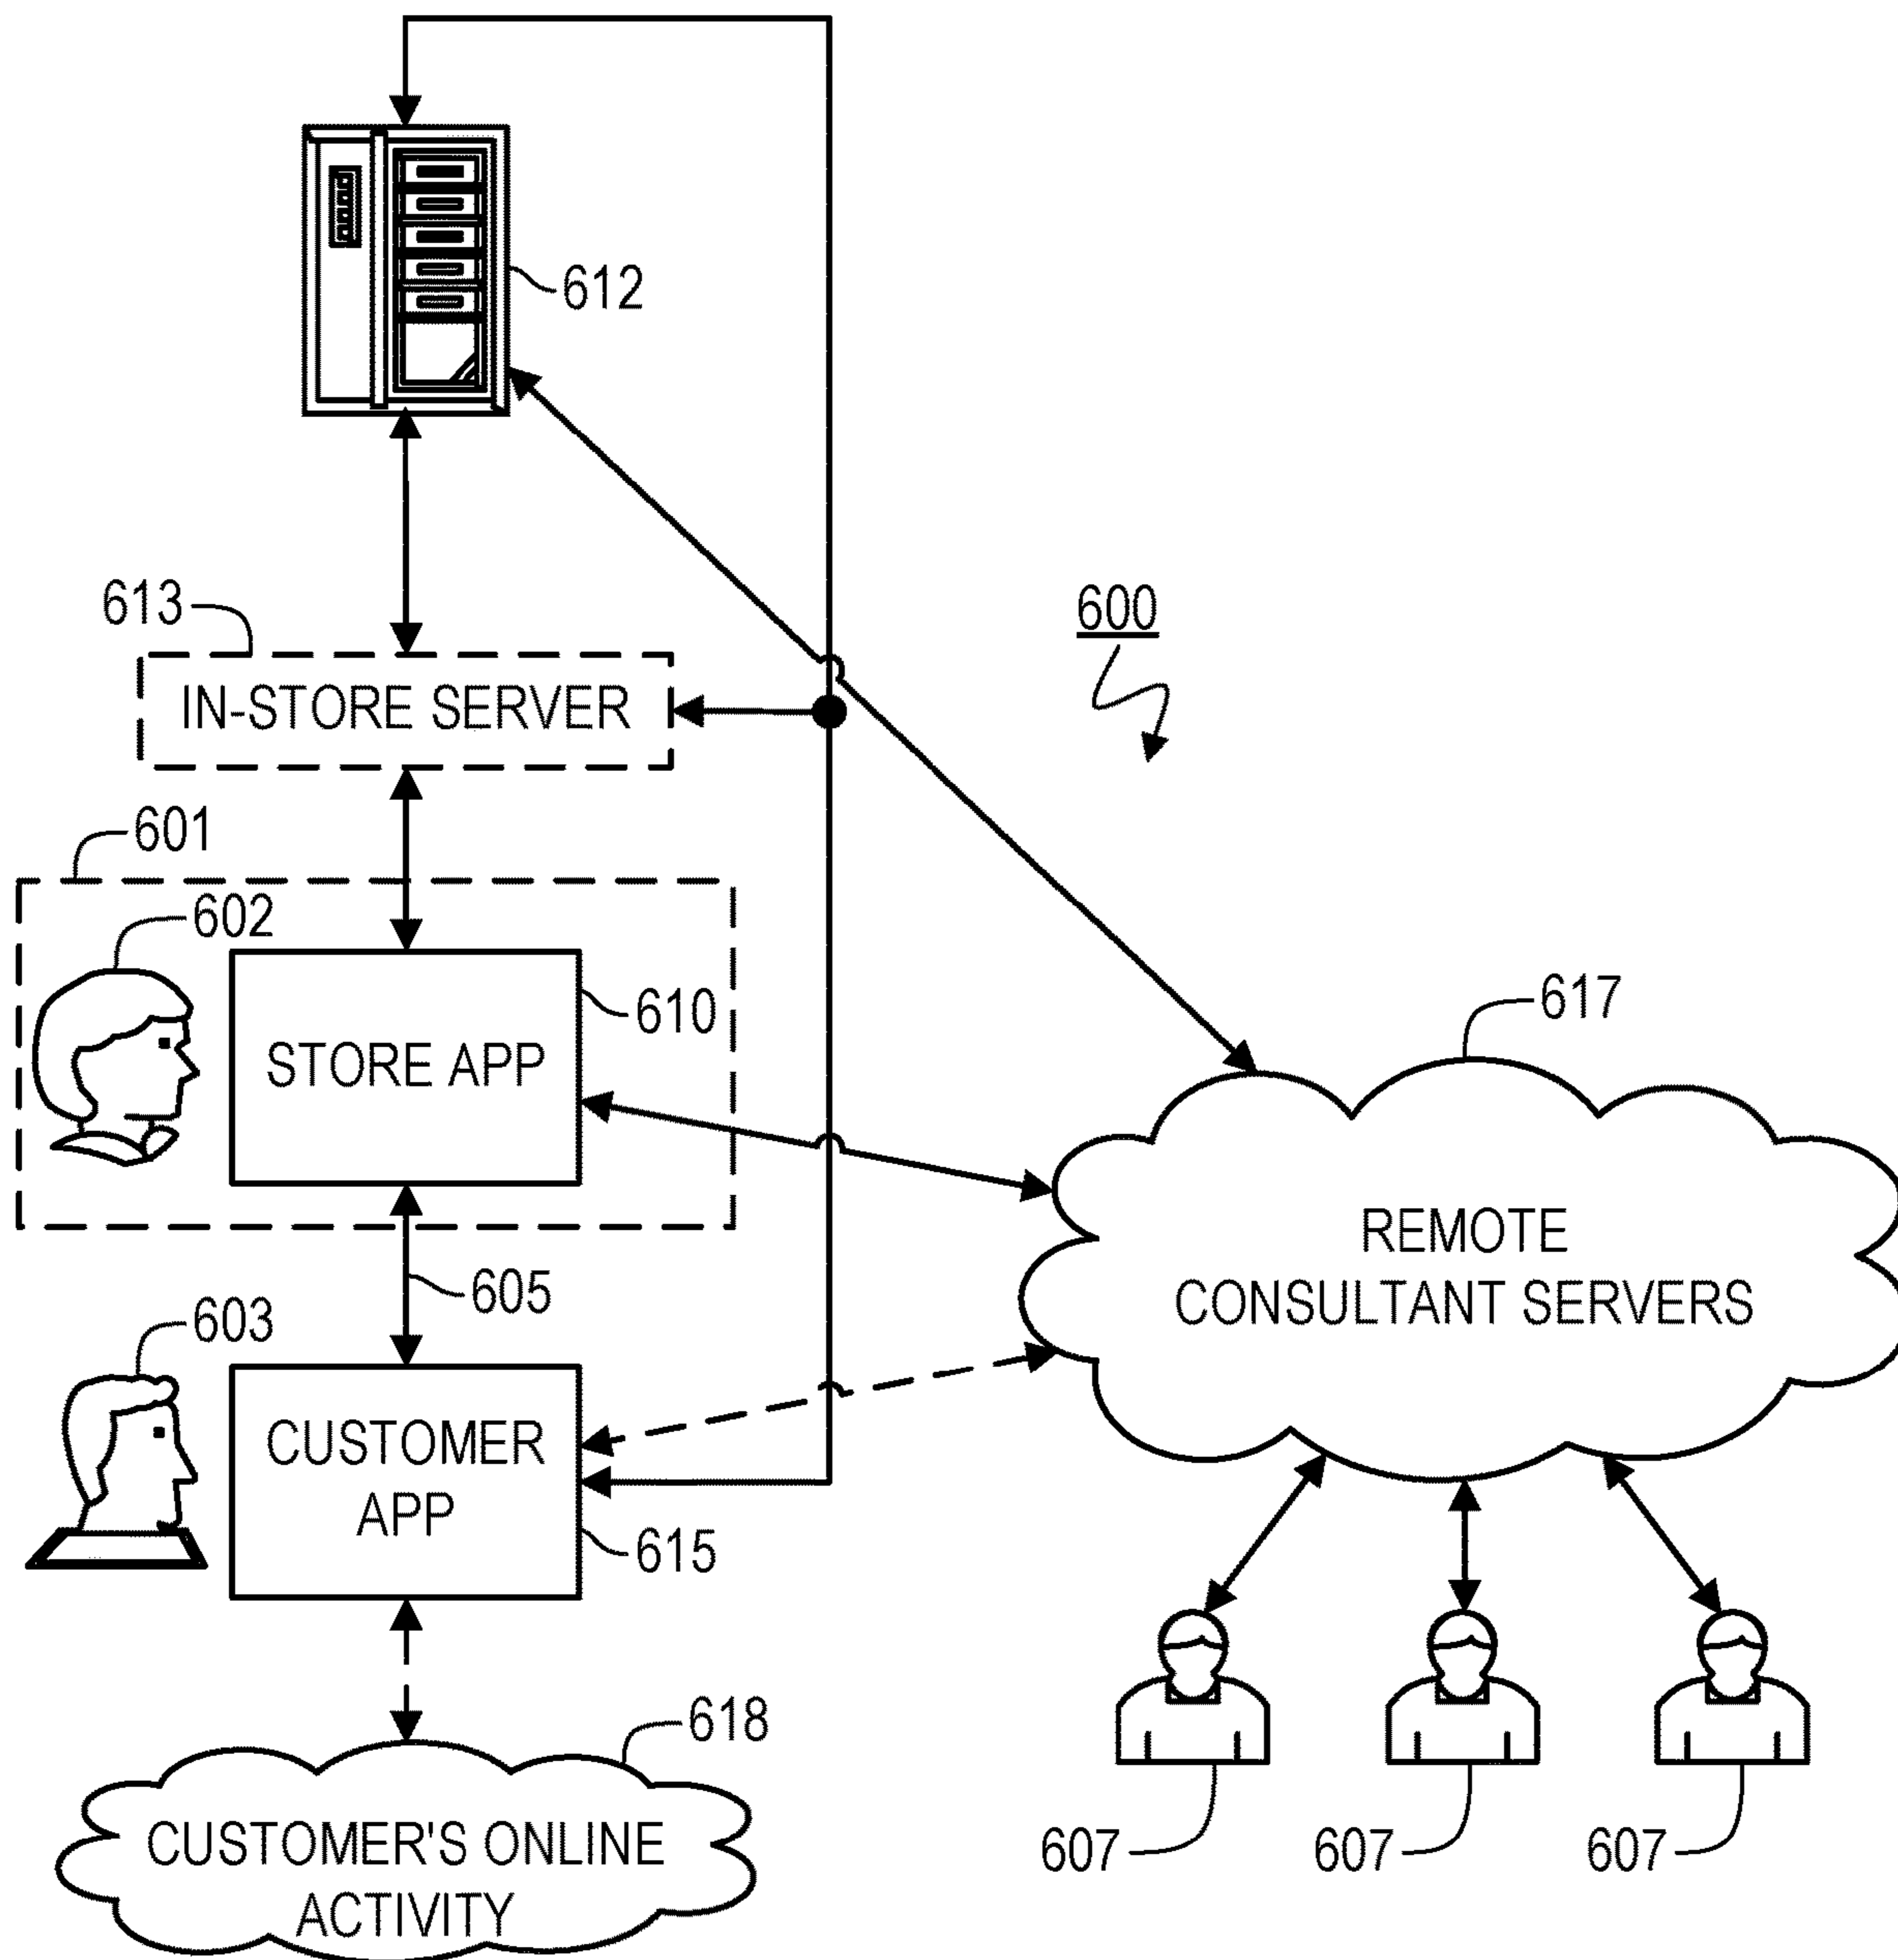 612
613
600
IN-STORE SERVER
601
602
610
STORE APP
617
REMOTE
CONSULTANT SERVERS
605
603
CUSTOMER
APP
615
618
CUSTOMER'S ONLINE
ACTIVITY
607
607
607